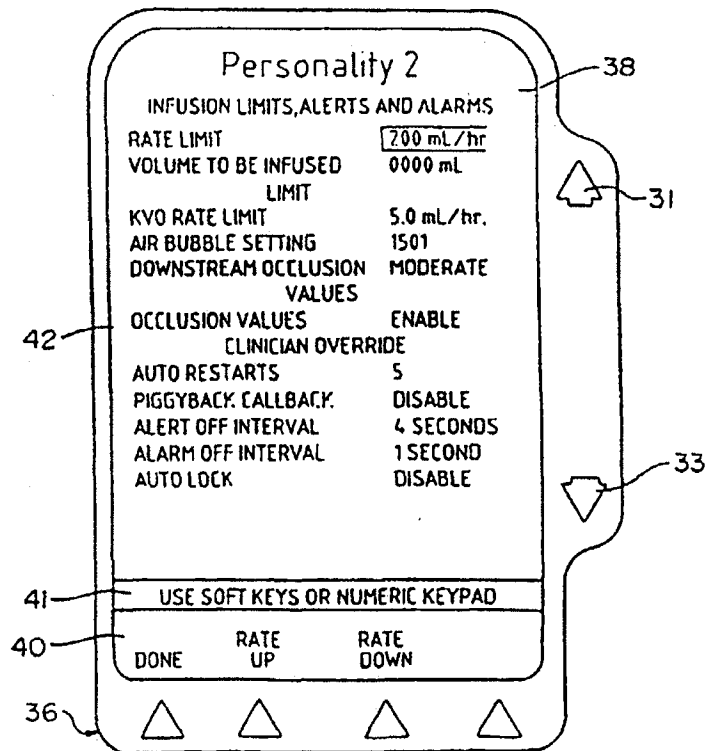 Personality 2
38
INFUSION LIMITS, ALERTS AND ALARMS
RATE LIMIT 200 mL/hr
VOLUME TO BE INFUSED 0000 mL
LIMIT
31
KVO RATE LIMIT 5.0 mL/hr.
AIR BUBBLE SETTING 1501
DOWNSTREAM OCCLUSION MODERATE
VALUES
42
OCCLUSION VALUES ENABLE
CLINICIAN OVERRIDE
AUTO RESTARTS 5
PIGGYBACK CALLBACK DISABLE
ALERT OFF INTERVAL 4 SECONDS
ALARM OFF INTERVAL 1 SECOND
33
AUTO LOCK DISABLE
41
USE SOFT KEYS OR NUMERIC KEYPAD
40
RATE RATE
DONE UP DOWN
36